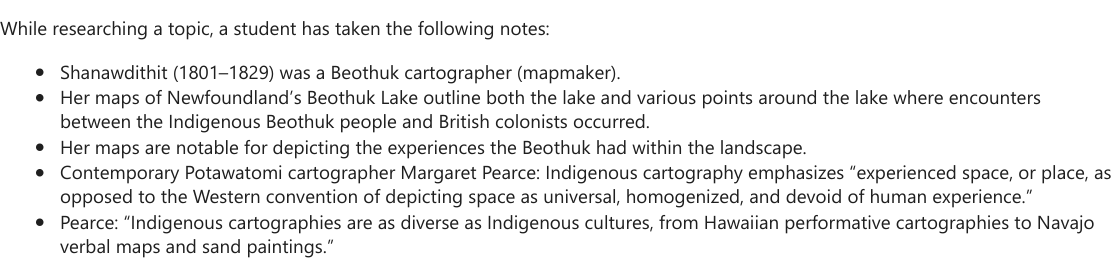 While researching a topic, a student has taken the following notes:
• Shanawdithit (1801–1829) was a Beothuk cartographer (mapmaker).
• Her maps of Newfoundland’s Beothuk Lake outline both the lake and various points around the lake where encounters
between the Indigenous Beothuk people and British colonists occurred.
• Her maps are notable for depicting the experiences the Beothuk had within the landscape.
• Contemporary Potawatomi cartographer Margaret Pearce: Indigenous cartography emphasizes “experienced space, or place, as
opposed to the Western convention of depicting space as universal, homogenized, and devoid of human experience.”
• Pearce: “Indigenous cartographies are as diverse as Indigenous cultures, from Hawaiian performative cartographies to Navajo
verbal maps and sand paintings.”